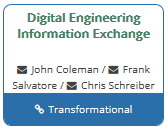 Digital Engineering
Information Exchange
John Coleman / Frank
Salvatore / Chris Schreiber
Transformational